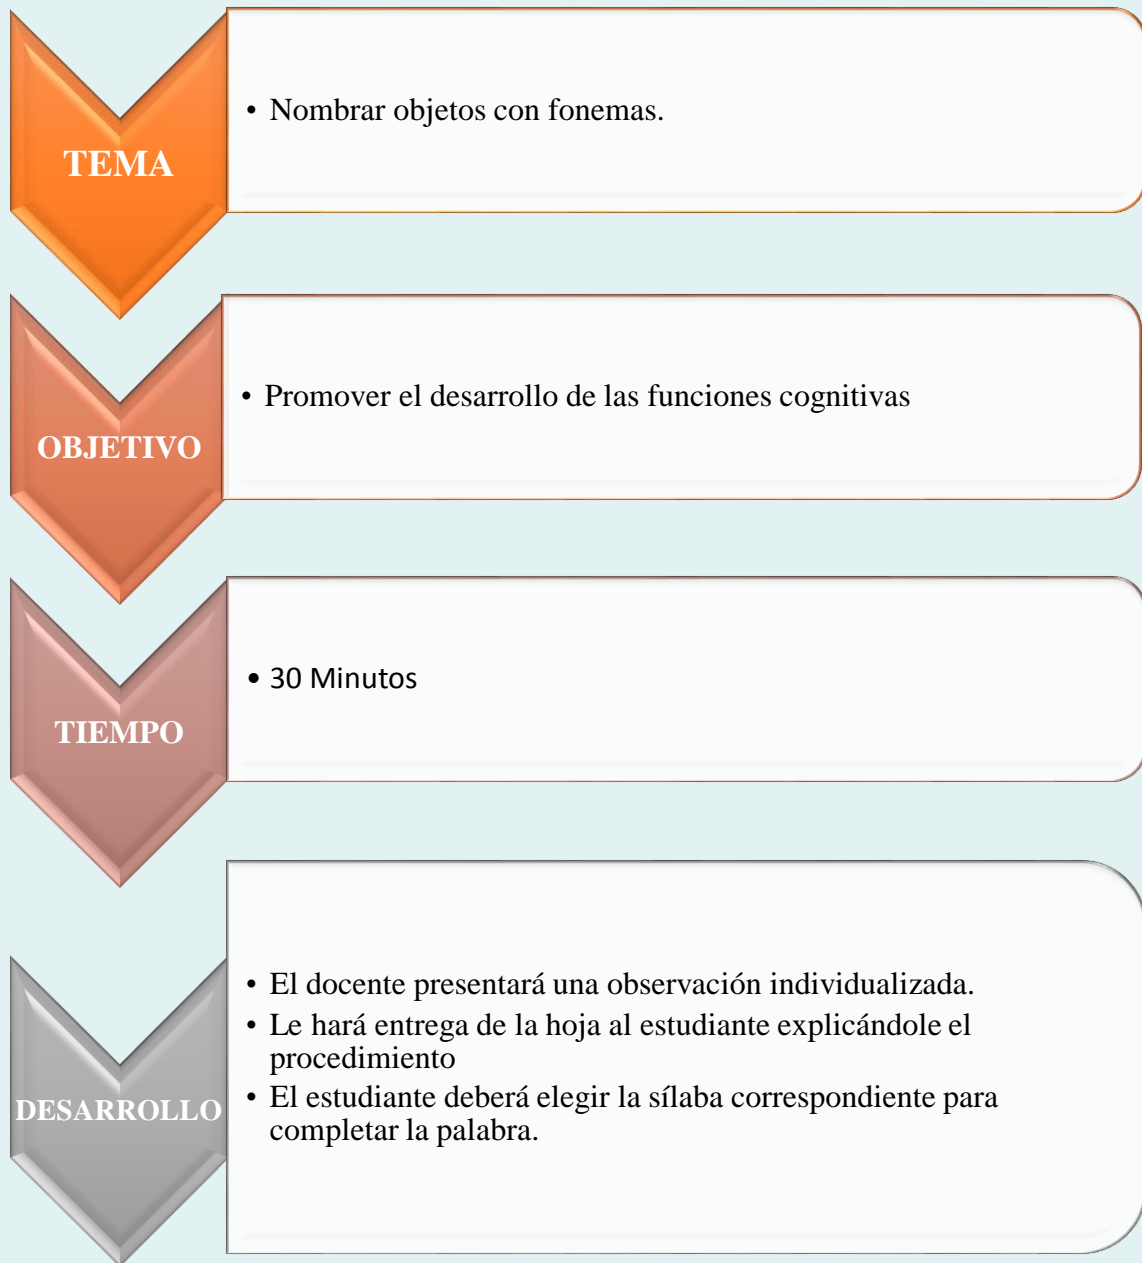 TEMA
• Nombrar objetos con fonemas.
OBJETIVO
• Promover el desarrollo de las funciones cognitivas
TIEMPO
• 30 Minutos
DESARROLLO
• El docente presentará una observación individualizada.
• Le hará entrega de la hoja al estudiante explicándole el
procedimiento
• El estudiante deberá elegir la sílaba correspondiente para
completar la palabra.